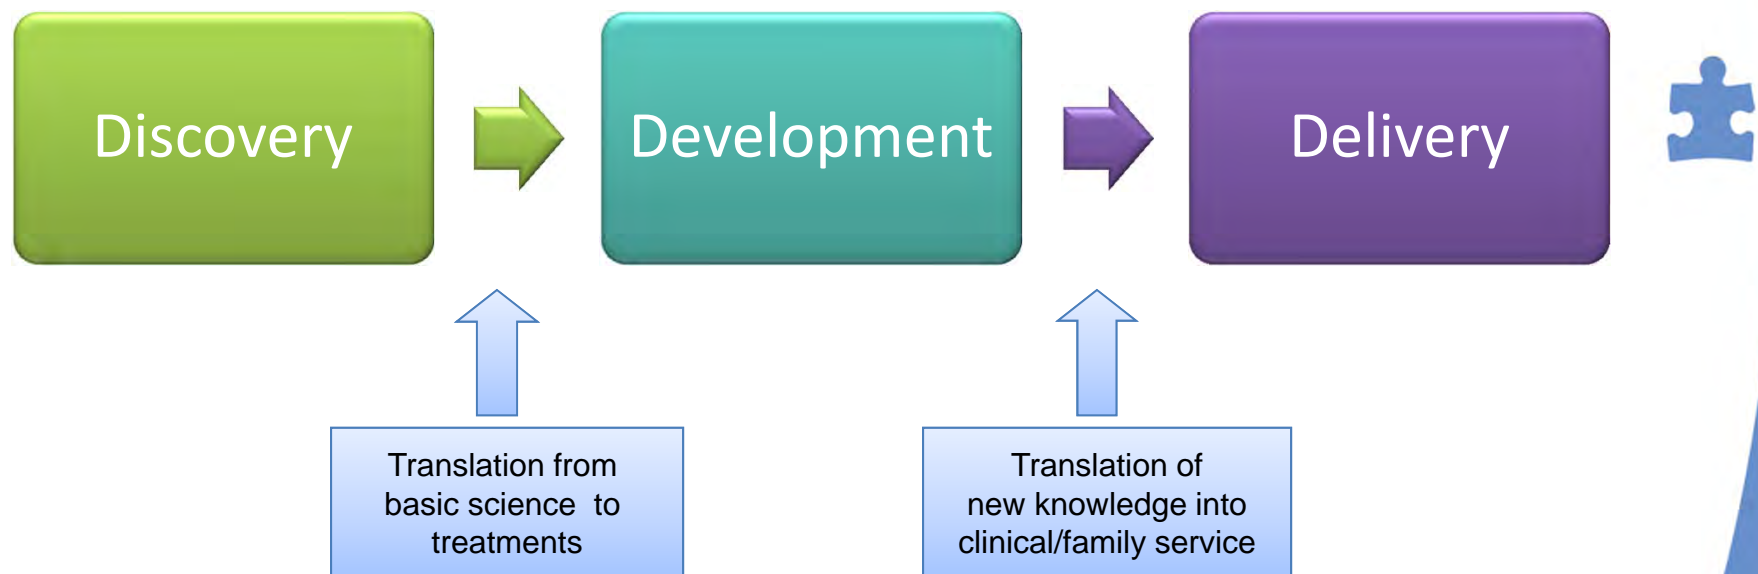 Discovery
Development
Delivery
Translation from
basic science to
treatments
Translation of
new knowledge into
clinical/family service